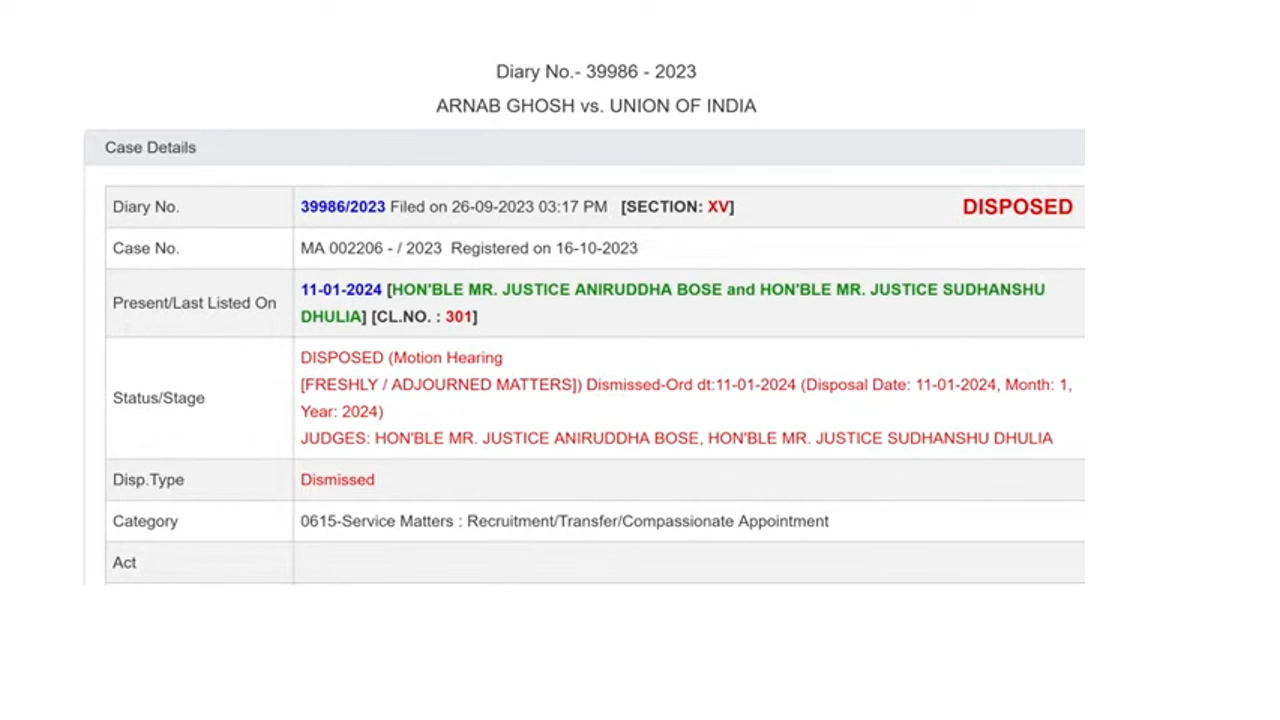 Diary No.- 39986 - 2023
ARNAB GHOSH vs. UNION OF INDIA
Case Details
Diary No. 39986/2023 Filed on 26-09-2023 03:17 PM [SECTION: XV] DISPOSED
Case No. MA 002206 - / 2023 Registered on 16-10-2023
Present/Last Listed On 11-01-2024 [HON'BLE MR. JUSTICE ANIRUDDHA BOSE and HON'BLE MR. JUSTICE SUDHANSHU
DHULIA] [CL.NO. : 301]
Status/Stage DISPOSED (Motion Hearing
[FRESHLY / ADJOURNED MATTERS]) Dismissed-Ord dt:11-01-2024 (Disposal Date: 11-01-2024, Month: 1,
Year: 2024)
JUDGES: HON'BLE MR. JUSTICE ANIRUDDHA BOSE, HON'BLE MR. JUSTICE SUDHANSHU DHULIA
Disp.Type Dismissed
Category 0615-Service Matters : Recruitment/Transfer/Compassionate Appointment
Act